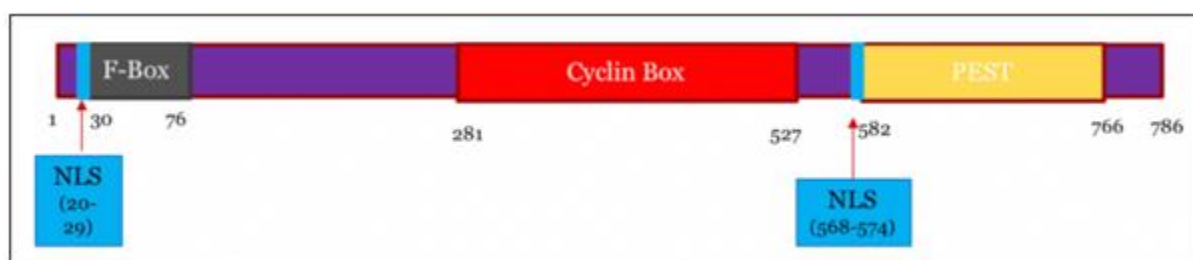 F-Box
Cyclin Box
PEST
1
30
76
281
527
582
766
786
NLS
(20-
29)
NLS
(568-574)